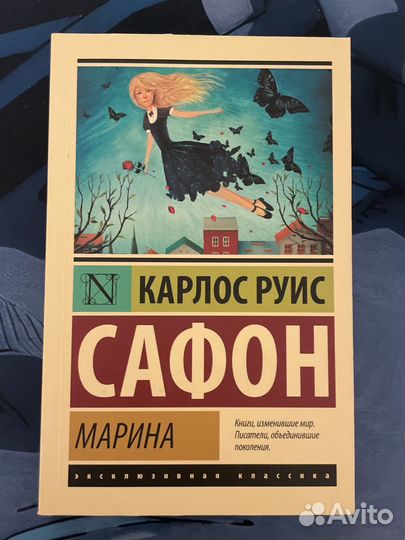 N
КАРЛОС РУИС
САФОН
МАРИНА
Книги, изменившие мир.
Писатели, объединившие
поколения.
эксклюзивная классика
Avito